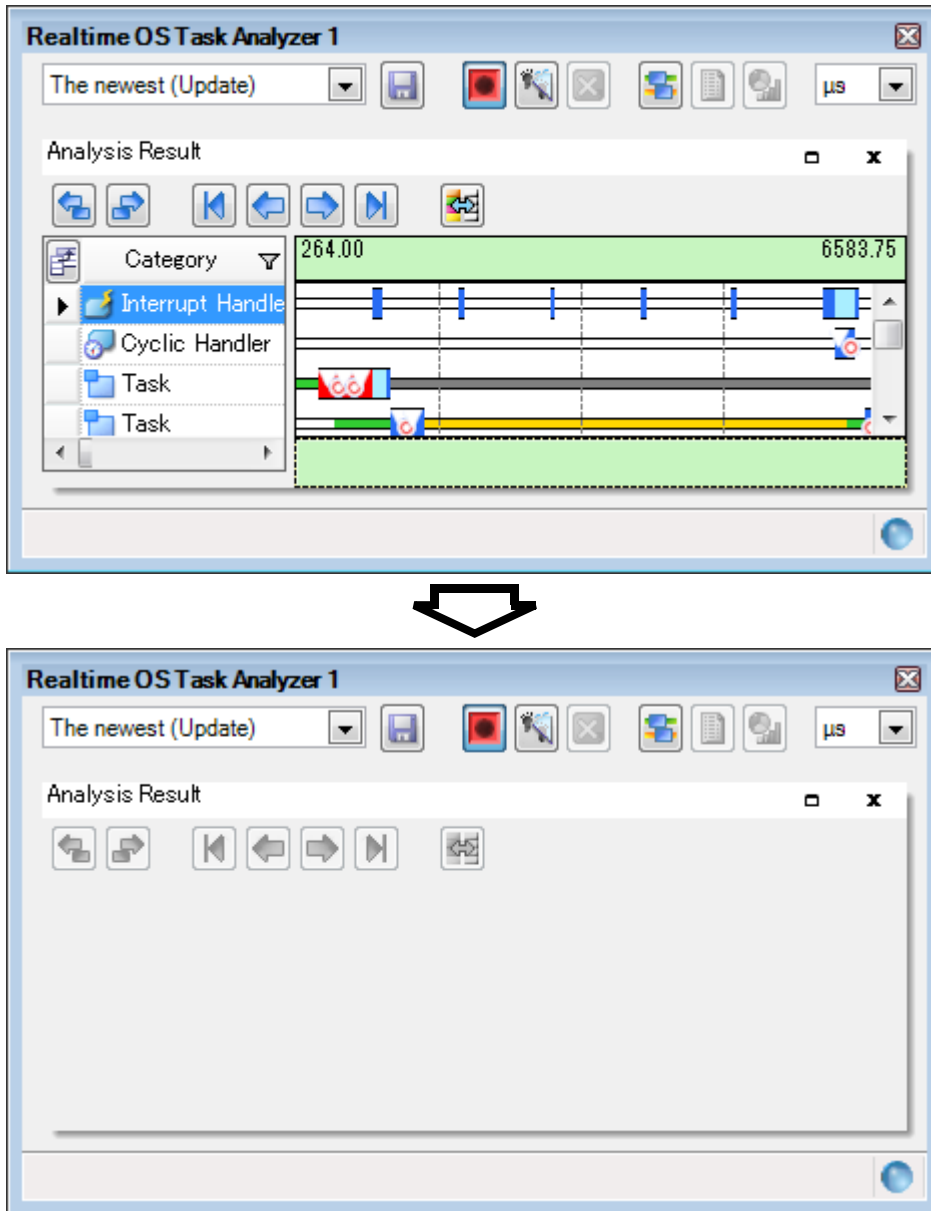 Realtime OS Task Analyzer 1
The newest (Update)
µs
Analysis Result
Category
264.00
6583.75
Interrupt Handle
Cyclic Handler
Task
Task
Realtime OS Task Analyzer 1
The newest (Update)
µs
Analysis Result